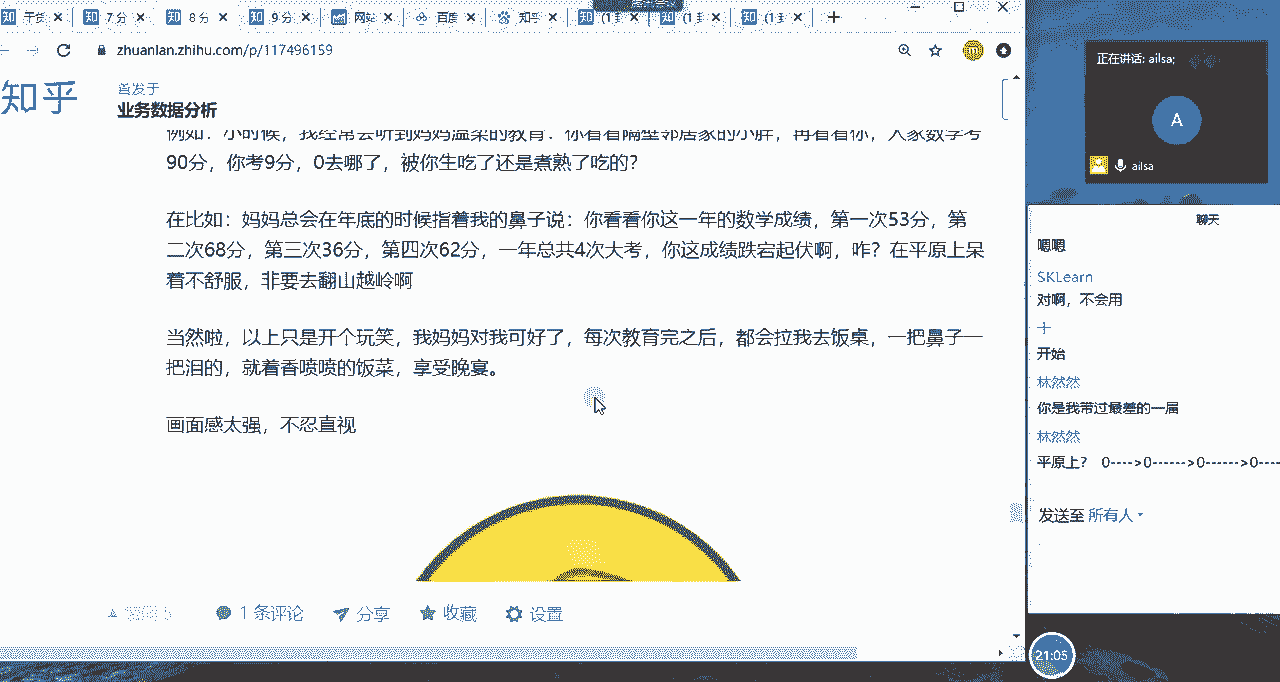 干货
7 分
8 分
9 分
网站
百度
知乎
(1 封
(1 封
(1 封
zhuanlan.zhihu.com/p/117496159
知乎
首发于
业务数据分析
例如：小时候，我经常会听到妈妈温柔的教育：你看看隔壁邻居家的小胖，再看看你，人家数学考
90分，你考9分，0去哪了，被你生吃了还是煮熟了吃的？
在比如：妈妈总会在年底的时候指着我的鼻子说：你看看你这一年的数学成绩，第一次53分，第
二次68分，第三次36分，第四次62分，一年总共4次大考，你这成绩跌宕起伏啊，咋？在平原上呆
着不舒服，非要去翻山越岭啊
当然啦，以上只是开个玩笑，我妈妈对我可好了，每次教育完之后，都会拉我去饭桌，一把鼻子一
把泪的，就着香喷喷的饭菜，享受晚宴。
画面感太强，不忍直视
1 条评论
分享
收藏
设置
正在讲话: ailsa;
A
ailsa
聊天
嗯嗯
SKLearn
对啊，不会用
开始
林然然
你是我带过最差的一届
林然然
平原上？ 0---->0------>0------>0----
发送至 所有人
21:05